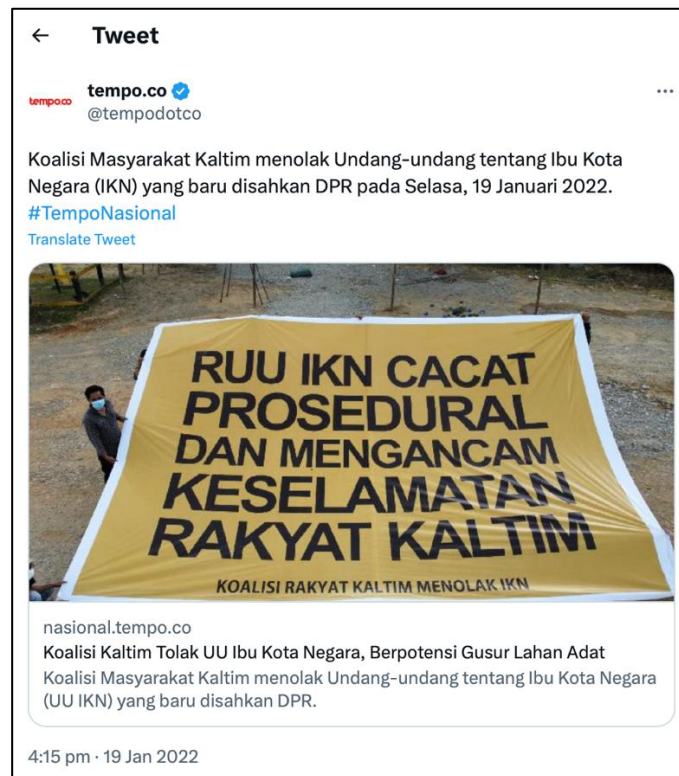 ← Tweet
tempo.co
tempo.co
@tempodotco
Koalisi Masyarakat Kaltim menolak Undang-undang tentang Ibu Kota
Negara (IKN) yang baru disahkan DPR pada Selasa, 19 Januari 2022.
#TempoNasional
Translate Tweet
RUU IKN CACAT
PROSEDURAL
DAN MENGANCAM
KESELAMATAN
RAKYAT KALTIM
KOALISI RAKYAT KALTIM MENOLAK IKN
nasional.tempo.co
Koalisi Kaltim Tolak UU Ibu Kota Negara, Berpotensi Gusur Lahan Adat
Koalisi Masyarakat Kaltim menolak Undang-undang tentang Ibu Kota Negara
(UU IKN) yang baru disahkan DPR.
4:15 pm · 19 Jan 2022